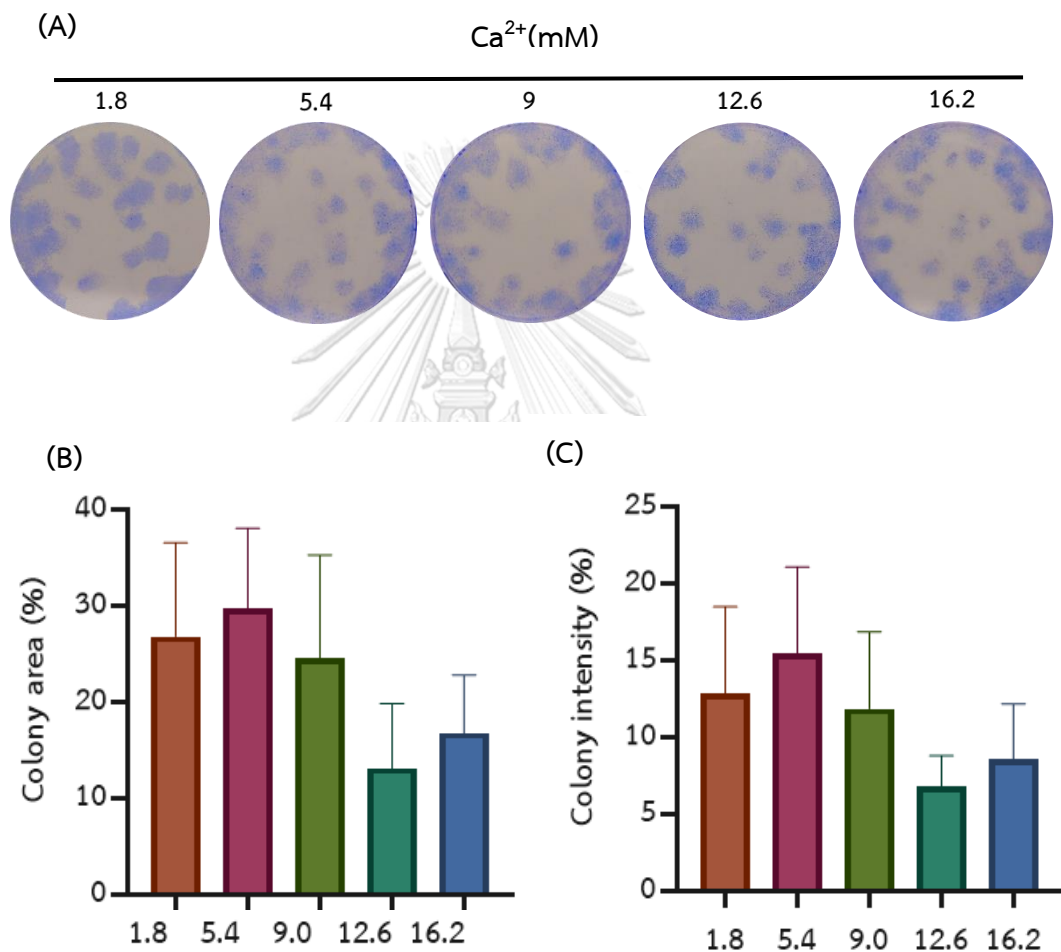 (A)
Ca²⁺(mM)
1.8 5.4 9 12.6 16.2
(B)
(C)
Colony area (%)
40
30
20
10
0
1.8 5.4 9.0 12.6 16.2
Colony intensity (%)
25
20
15
10
5
0
1.8 5.4 9.0 12.6 16.2